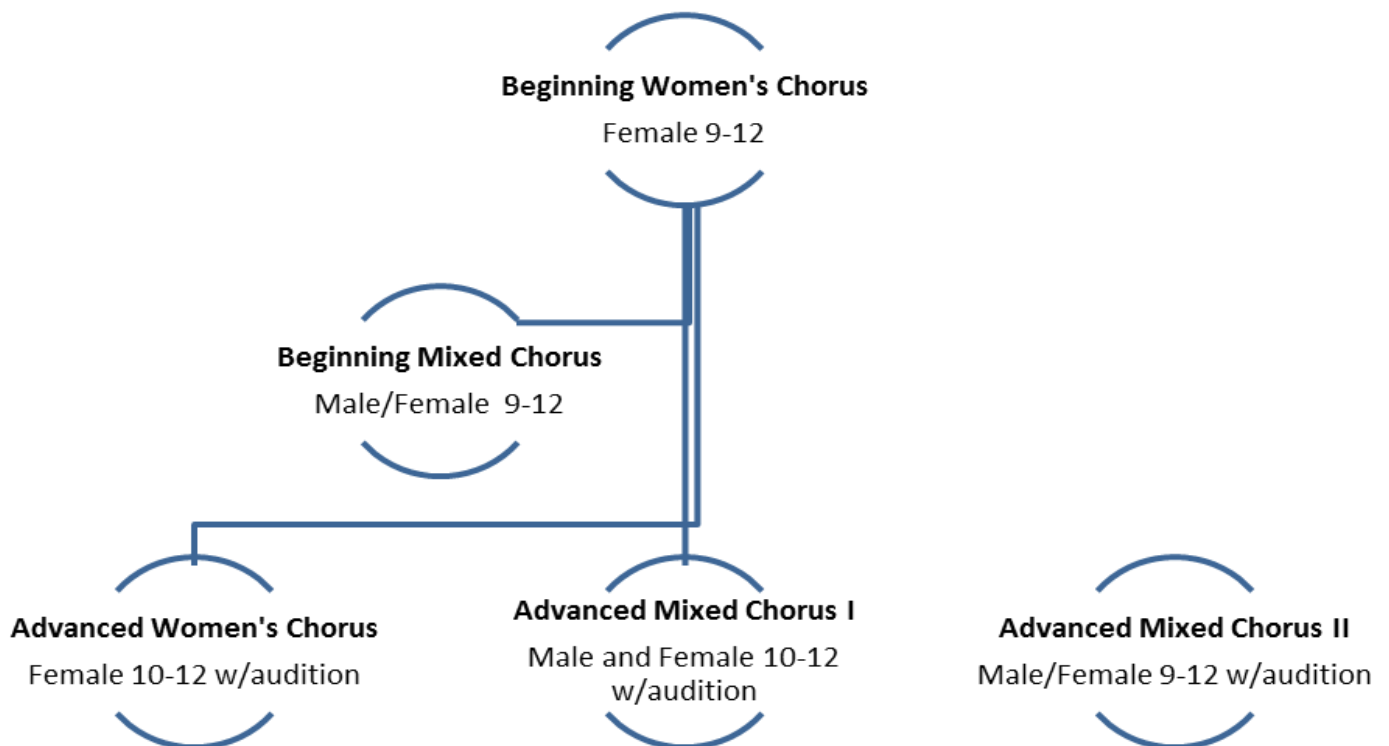 Beginning Women's Chorus
Female 9-12
Beginning Mixed Chorus
Male/Female  9-12
Advanced Women's Chorus
Female 10-12 w/audition
Advanced Mixed Chorus I
Male and Female 10-12
w/audition
Advanced Mixed Chorus II
Male/Female 9-12 w/audition